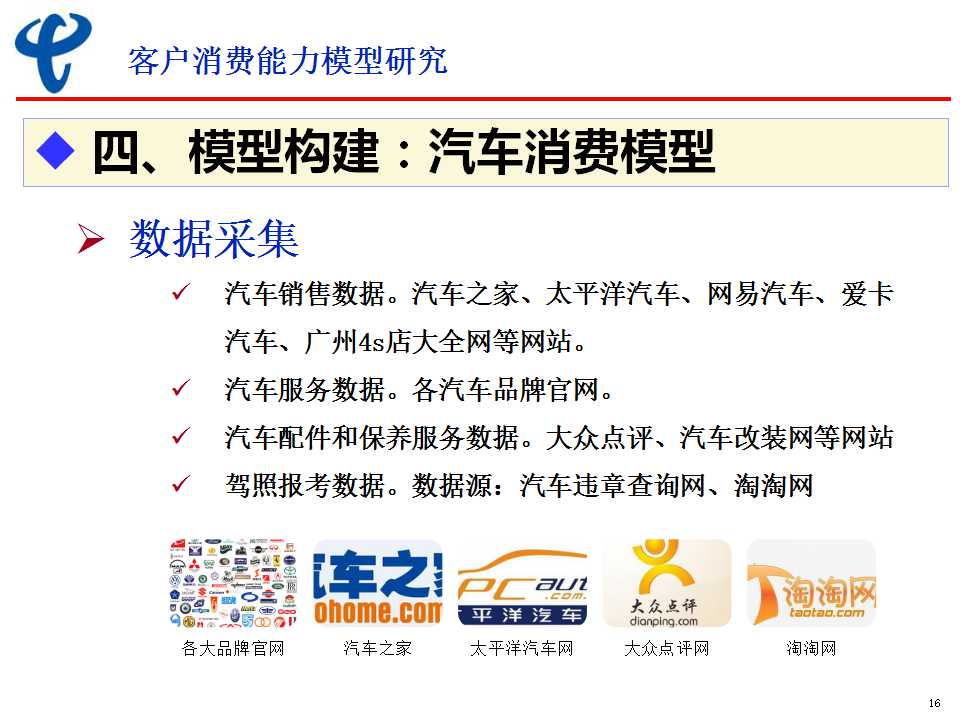 客户消费能力模型研究
四、模型构建：汽车消费模型
数据采集
汽车销售数据。汽车之家、太平洋汽车、网易汽车、爱卡
汽车、广州4s店大全网等网站。
汽车服务数据。各汽车品牌官网。
汽车配件和保养服务数据。大众点评、汽车改装网等网站
驾照报考数据。数据源：汽车违章查询网、淘淘网
汽车之家
ohome.com
PCaut
平洋汽车
大众点评
dianping.com
淘淘网
taotao.com
各大品牌官网
汽车之家
太平洋汽车网
大众点评网
淘淘网
16